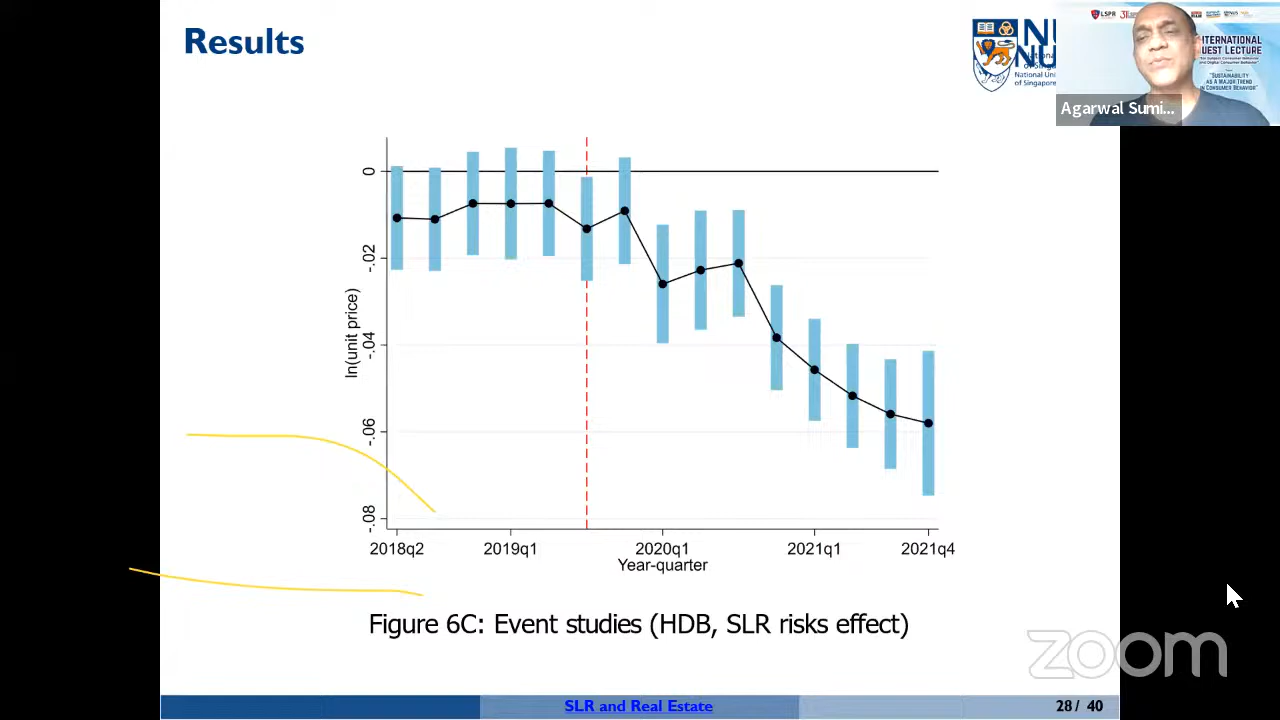 Results
National Uni
of Singapore
LSPR
INTERNATIONAL
GUEST LECTURE
"SUSTAINABILITY
AS A MAJOR TREND
IN CONSUMER BEHAVIOR"
Agarwal Sumi...
0
-.02
-.04
-.06
-.08
ln(unit price)
2018q2
2019q1
2020q1
2021q1
2021q4
Year-quarter
Figure 6C: Event studies (HDB, SLR risks effect)
zoom
SLR and Real Estate
28 / 40